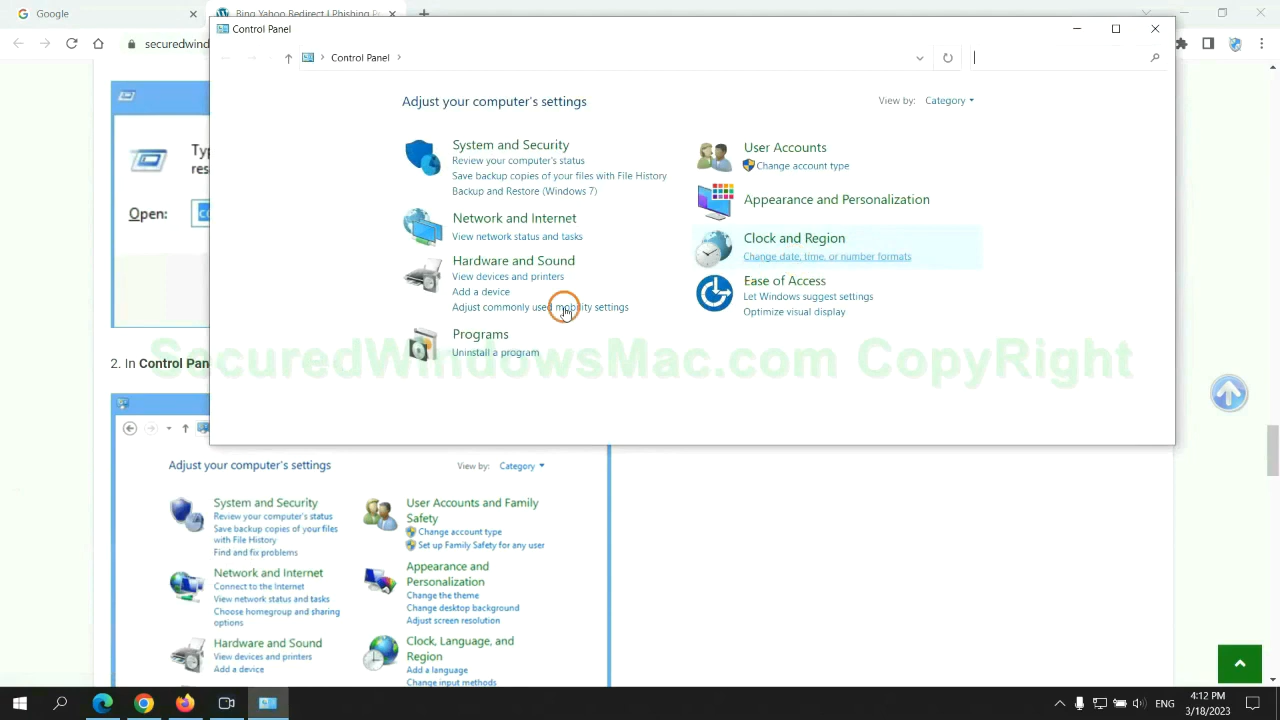 Google
Bing Yahoo Redirect | Phishing
Control Panel
securedwind
Control Panel
Adjust your computer's settings
View by: Category
System and Security
Review your computer's status
Save backup copies of your files with File History
Backup and Restore (Windows 7)
Network and Internet
View network status and tasks
Hardware and Sound
View devices and printers
Add a device
Adjust commonly used mobility settings
Programs
Uninstall a program
User Accounts
Change account type
Appearance and Personalization
Clock and Region
Change date, time, or number formats
Ease of Access
Let Windows suggest settings
Optimize visual display
Typ
res
Open: co
SecuredWindowsMac.com CopyRight
2. In Control Pan
Adjust your computer's settings
View by: Category
System and Security
Review your computer's status
Save backup copies of your files
with File History
Find and fix problems
Network and Internet
Connect to the Internet
View network status and tasks
Choose homegroup and sharing
options
Hardware and Sound
View devices and printers
Add a device
User Accounts and Family
Safety
Change account type
Set up Family Safety for any user
Appearance and
Personalization
Change the theme
Change desktop background
Adjust screen resolution
Clock, Language, and
Region
Add a language
Change input methods
ENG
4:12 PM
3/18/2023